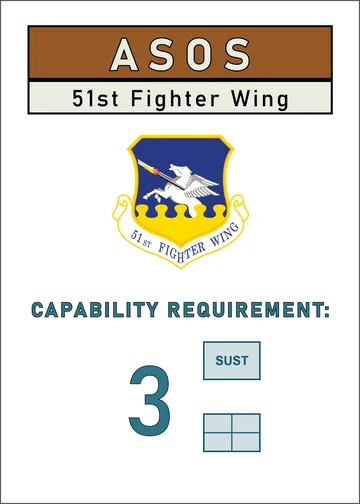 ASOS
51st Fighter Wing
51ST FIGHTER WING
CAPABILITY REQUIREMENT:
3
SUST